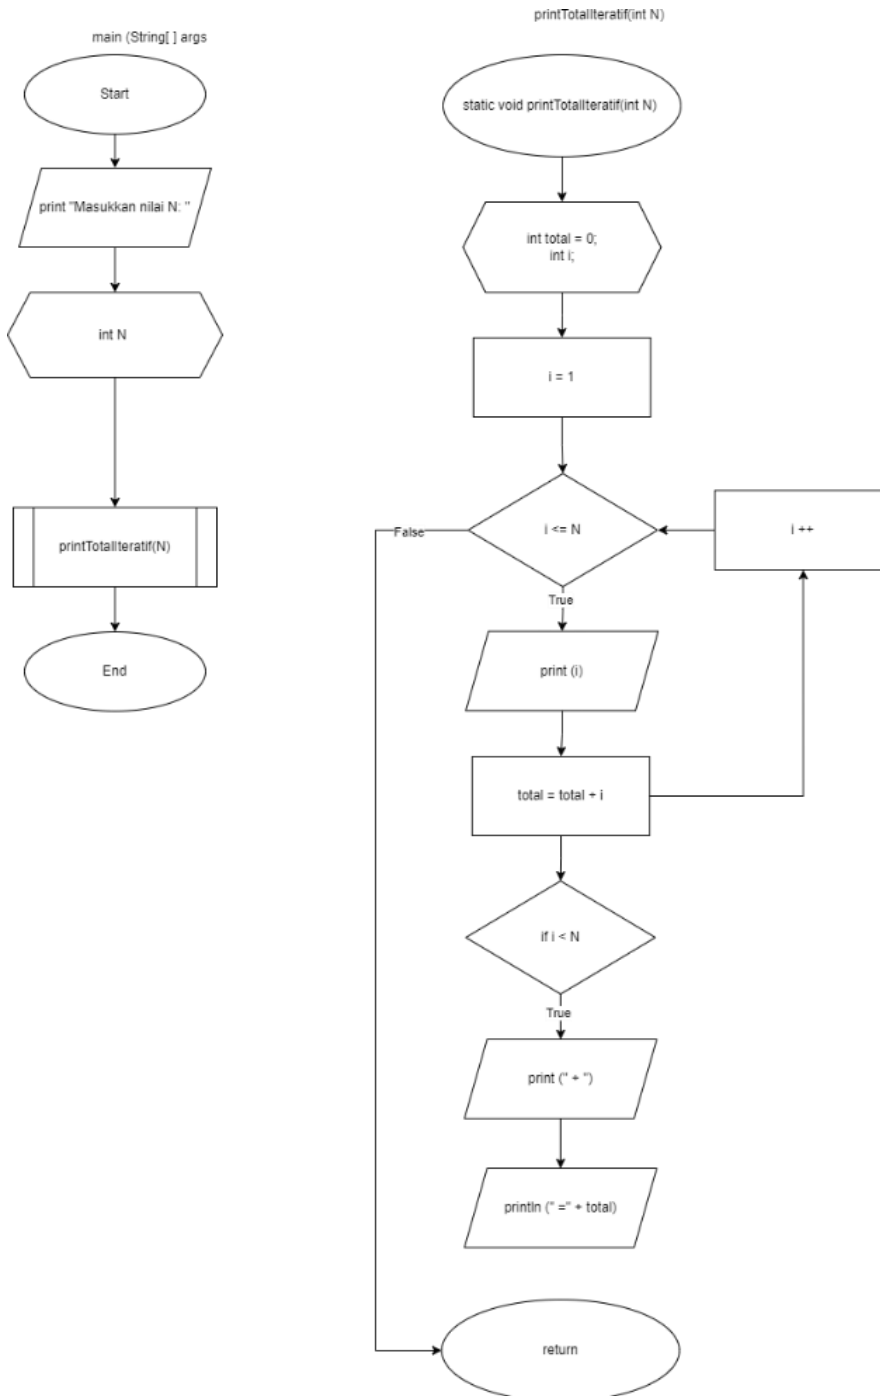 main (String[ ] args
Start
print "Masukkan nilai N: "
int N
printTotalIteratif(N)
End
printTotalIteratif(int N)
static void printTotalIteratif(int N)
int total = 0;
int i;
i = 1
i <= N
False
True
i ++
print (i)
total = total + i
if i < N
True
print (" + ")
println (" =" + total)
return